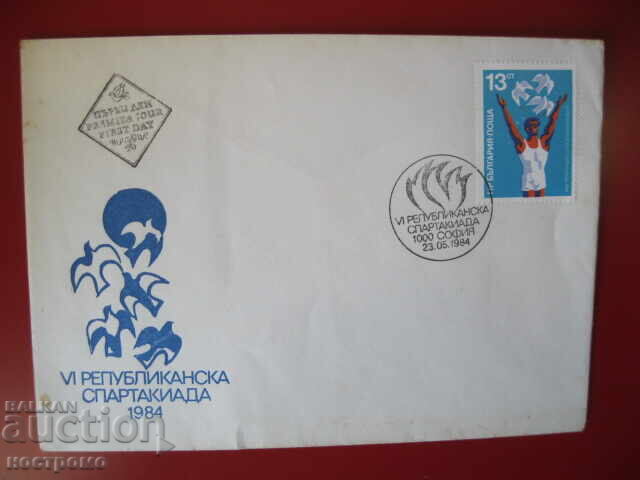 ПЪРВИ ДЕН
PREMIER JOUR
FIRST DAY
13 СТ
НР БЪЛГАРИЯ·ПОЩА
VI РЕПУБЛИКАНСКА
СПАРТАКИАДА
1000 СОФИЯ
23.05.1984
VI РЕПУБЛИКАНСКА
СПАРТАКИАДА
1984
BALKAN
auction
ностромо